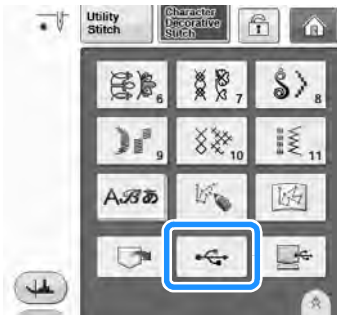 Utility
Stitch
Character
Decorative
Stitch
6
7
8
9
10
11
ABあ